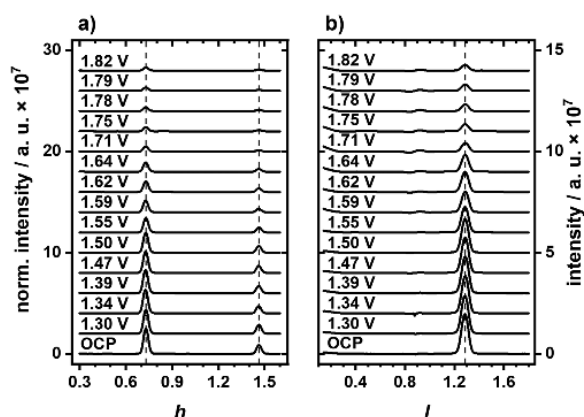 a)
b)
30
20
10
0
norm. intensity / a. u. × 10⁷
1.82 V
1.79 V
1.78 V
1.75 V
1.71 V
1.64 V
1.62 V
1.59 V
1.55 V
1.50 V
1.47 V
1.39 V
1.34 V
1.30 V
OCP
0.3 0.6 0.9 1.2 1.5
h
1.82 V
1.79 V
1.78 V
1.75 V
1.71 V
1.64 V
1.62 V
1.59 V
1.55 V
1.50 V
1.47 V
1.39 V
1.34 V
1.30 V
OCP
0.4 0.8 1.2 1.6
l
15
10
5
0
intensity / a. u. × 10⁷